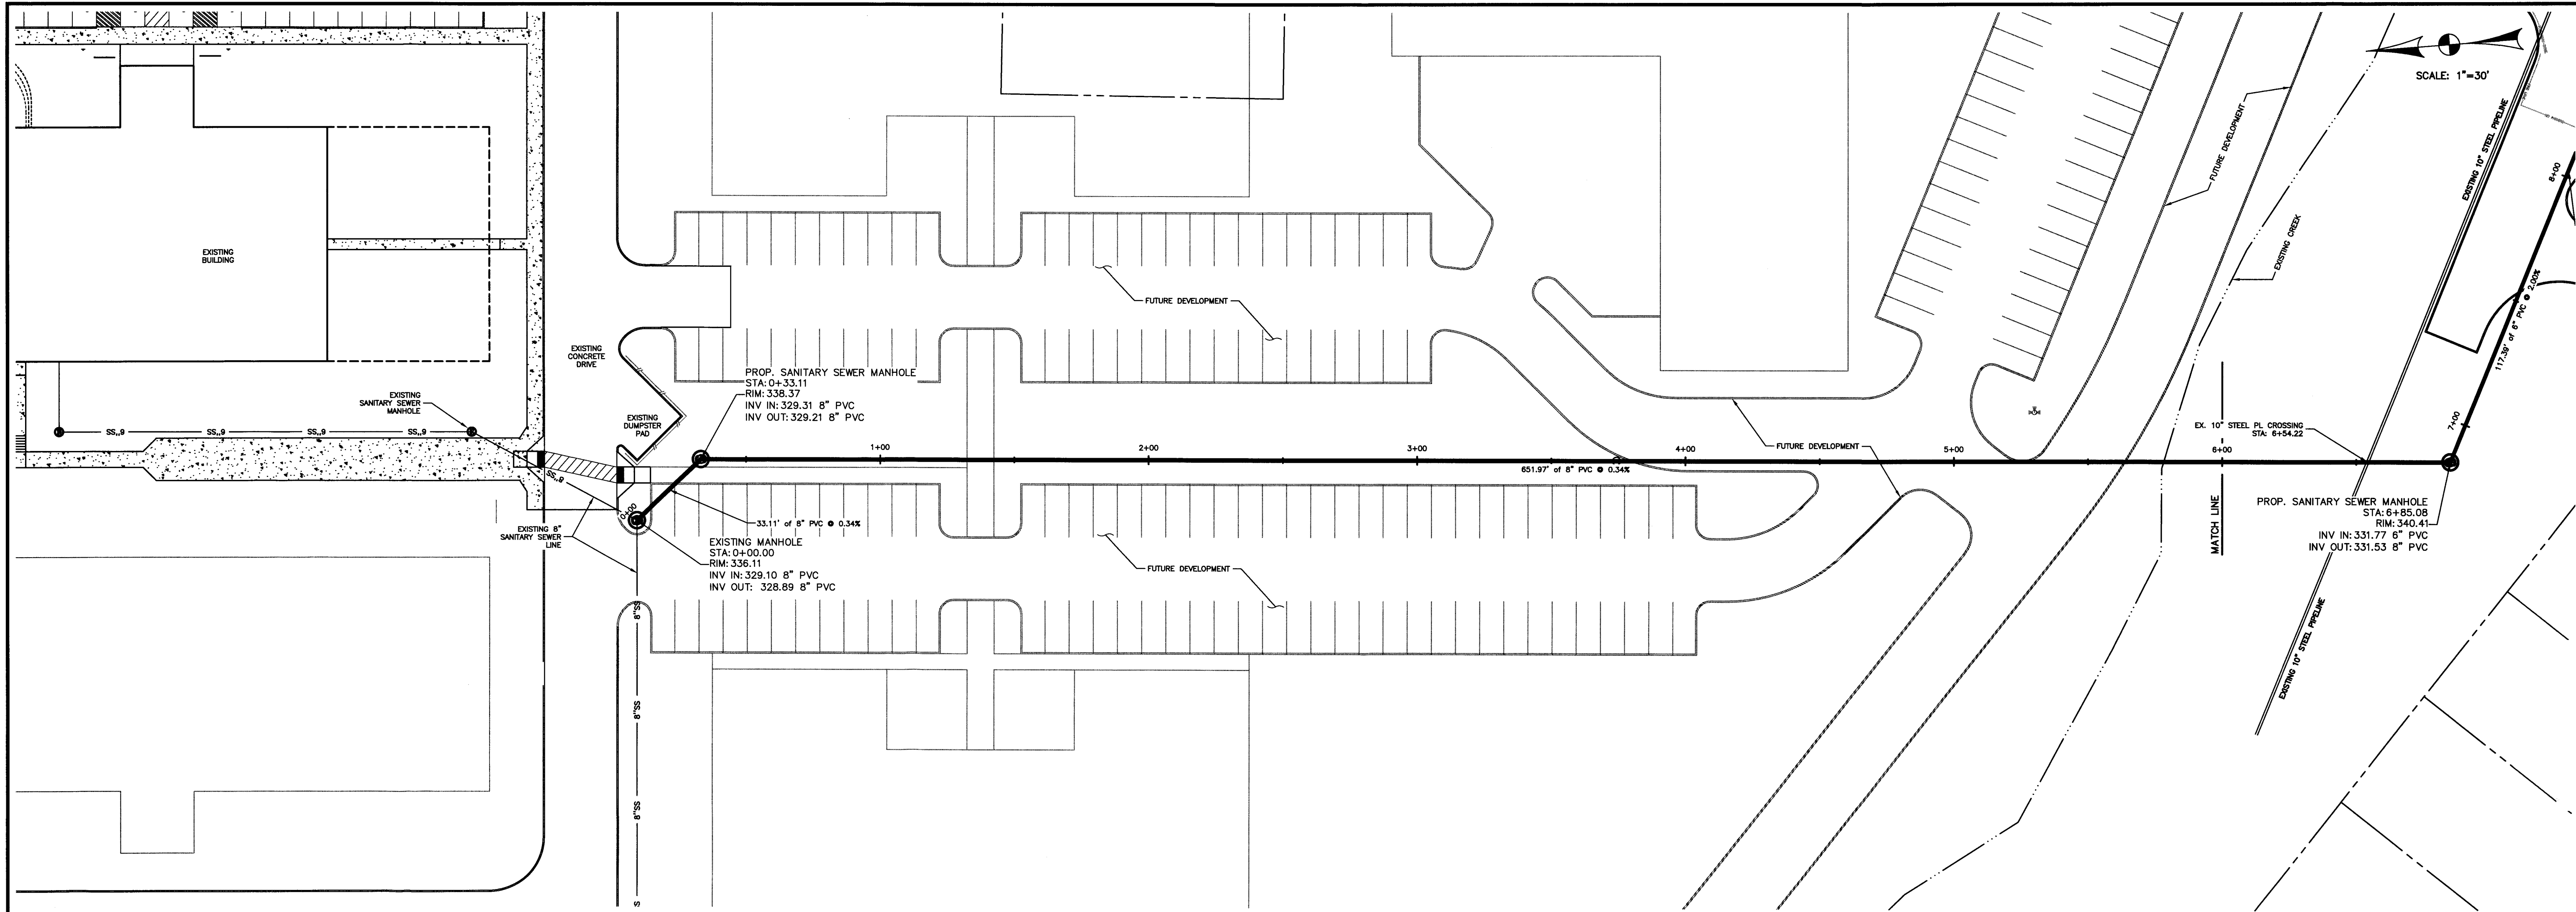 SCALE: 1"=30'
EXISTING
BUILDING
EXISTING
SANITARY SEWER
MANHOLE
6"SS
6"SS
6"SS
6"SS
EXISTING
CONCRETE
DRIVE
EXISTING
DUMPSTER
PAD
8"SS
EXISTING 8"
SANITARY SEWER
LINE
0+00
PROP. SANITARY SEWER MANHOLE
STA: 0+33.11
RIM: 338.37
INV IN: 329.31 8" PVC
INV OUT: 329.21 8" PVC
33.11' of 8" PVC @ 0.34%
EXISTING MANHOLE
STA: 0+00.00
RIM: 336.11
INV IN: 329.10 8" PVC
INV OUT: 328.89 8" PVC
8"SS
8"SS
8"SS
FUTURE DEVELOPMENT
FUTURE DEVELOPMENT
1+00
2+00
3+00
4+00
5+00
6+00
651.97' of 8" PVC @ 0.34%
FUTURE DEVELOPMENT
FUTURE DEVELOPMENT
EXISTING CREEK
MATCH LINE
EX. 10" STEEL PL CROSSING
STA: 6+54.22
EXISTING 10" STEEL PIPELINE
EXISTING 10" STEEL PIPELINE
PROP. SANITARY SEWER MANHOLE
STA: 6+85.08
RIM: 340.41
INV IN: 331.77 6" PVC
INV OUT: 331.53 8" PVC
7+00
117.39' of 6" PVC @ 2.00%
8+00